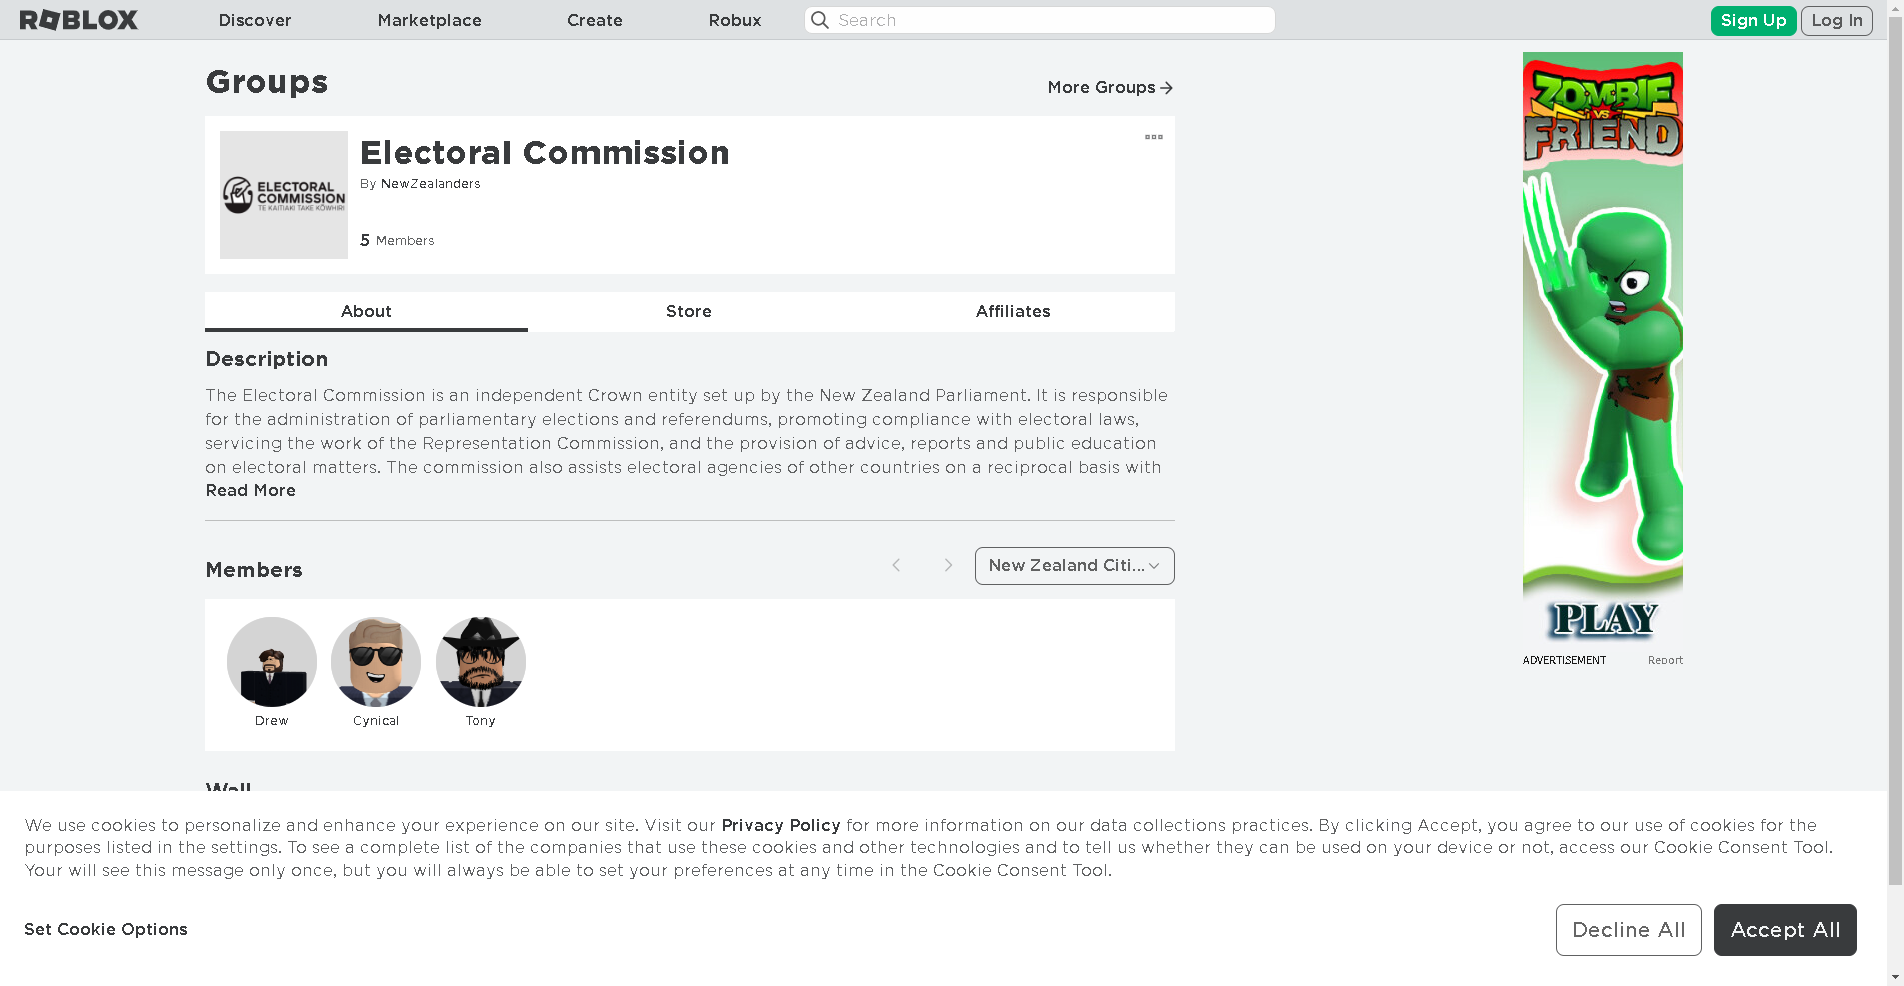 ROBLOX
Discover
Marketplace
Create
Robux
Search
Sign Up
Log In
Groups
More Groups
Electoral Commission
By NewZealanders
5 Members
ELECTORAL
COMMISSION
TE KAITIAKI TAKE KŌWHIRI
About
Store
Affiliates
Description
The Electoral Commission is an independent Crown entity set up by the New Zealand Parliament. It is responsible
for the administration of parliamentary elections and referendums, promoting compliance with electoral laws,
servicing the work of the Representation Commission, and the provision of advice, reports and public education
on electoral matters. The commission also assists electoral agencies of other countries on a reciprocal basis with
Read More
Members
New Zealand Citi...
Drew
Cynical
Tony
Wall
ZOMBIE
VS
FRIEND
PLAY
ADVERTISEMENT
Report
We use cookies to personalize and enhance your experience on our site. Visit our Privacy Policy for more information on our data collections practices. By clicking Accept, you agree to our use of cookies for the
purposes listed in the settings. To see a complete list of the companies that use these cookies and other technologies and to tell us whether they can be used on your device or not, access our Cookie Consent Tool.
Your will see this message only once, but you will always be able to set your preferences at any time in the Cookie Consent Tool.
Set Cookie Options
Decline All
Accept All